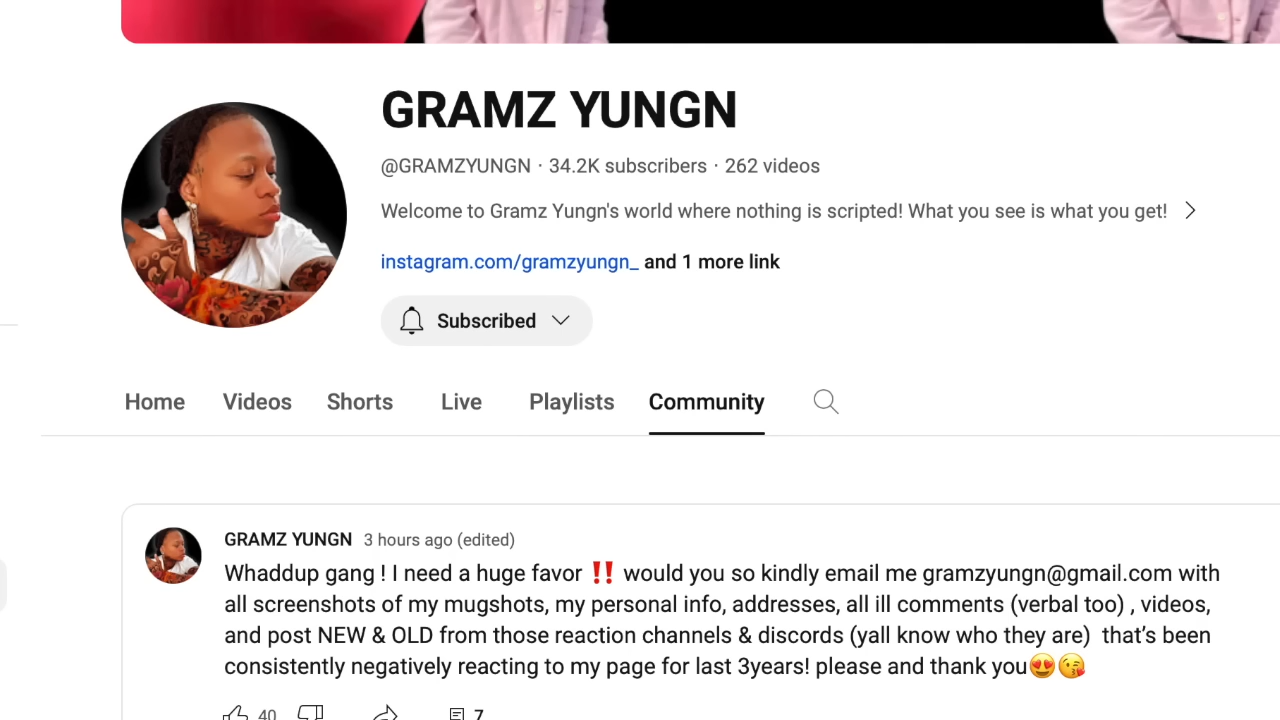 GRAMZ YUNGN
@GRAMZYUNGN · 34.2K subscribers · 262 videos
Welcome to Gramz Yungn's world where nothing is scripted! What you see is what you get!
instagram.com/gramzyungn_ and 1 more link
Subscribed
Home Videos Shorts Live Playlists Community
GRAMZ YUNGN 3 hours ago (edited)
Whaddup gang ! I need a huge favor ‼️ would you so kindly email me gramzyungn@gmail.com with
all screenshots of my mugshots, my personal info, addresses, all ill comments (verbal too) , videos,
and post NEW & OLD from those reaction channels & discords (yall know who they are)  that’s been
consistently negatively reacting to my page for last 3years! please and thank you😍😘
40 7